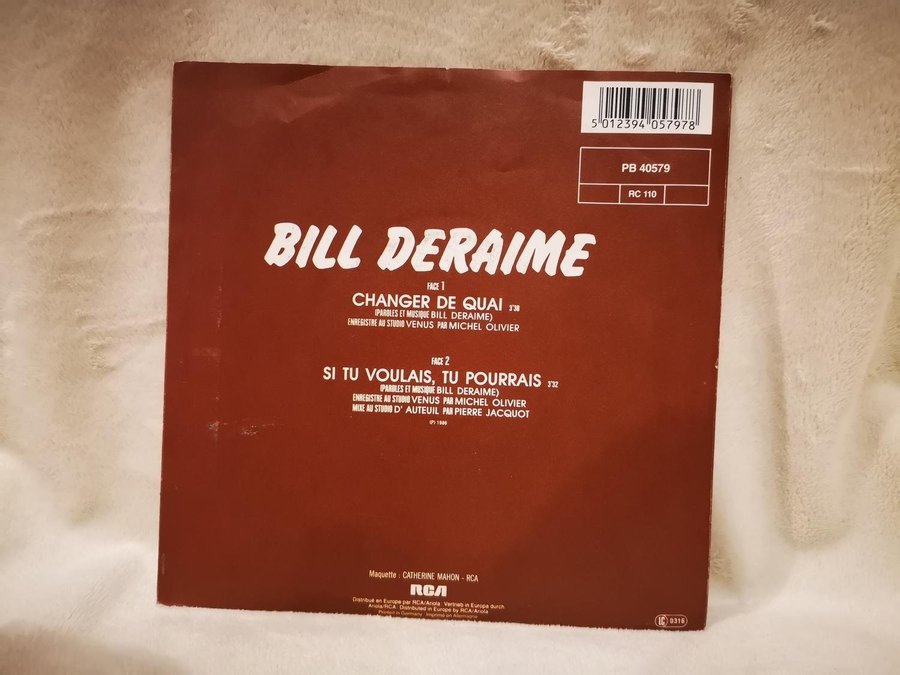 5 012394 057978
PB 40579
RC 110
BILL DERAIME
FACE 1
CHANGER DE QUAI 3'38
(PAROLES ET MUSIQUE BILL DERAIME)
ENREGISTRE AU STUDIO VENUS PAR MICHEL OLIVIER
FACE 2
SI TU VOULAIS, TU POURRAIS 3'32
(PAROLES ET MUSIQUE BILL DERAIME)
ENREGISTRE AU STUDIO VENUS PAR MICHEL OLIVIER
MIXE AU STUDIO D' AUTEUIL PAR PIERRE JACQUOT
(P) 1986
Maquette : CATHERINE MAHON - RCA
RCA
Distribué en Europe par RCA/Ariola Vertrieb in Europa durch
Ariola/RCA Distributed in Europe by RCA/Ariola
Printed in Germany Imprimé en Allemagne
LC 0316